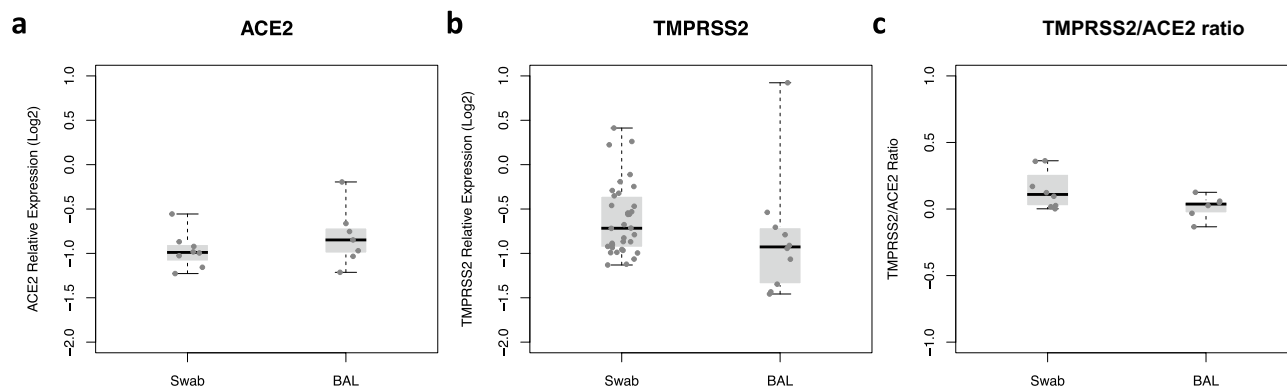 a
ACE2
ACE2 Relative Expression (Log2)
1.0
0.5
0.0
−0.5
−1.0
−1.5
−2.0
Swab
BAL
b
TMPRSS2
TMPRSS2 Relative Expression (Log2)
1.0
0.5
0.0
−0.5
−1.0
−1.5
−2.0
Swab
BAL
c
TMPRSS2/ACE2 ratio
TMPRSS2/ACE2 Ratio
1.0
0.5
0.0
−0.5
−1.0
Swab
BAL